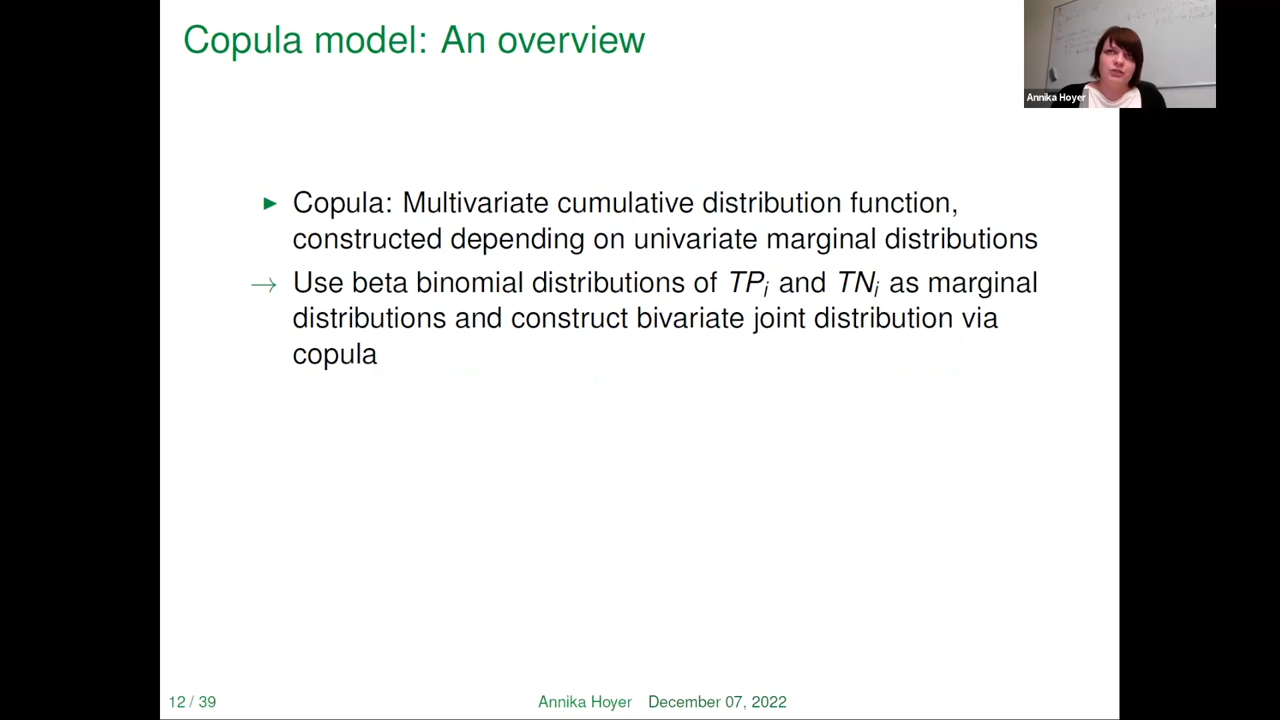 Copula model: An overview
Annika Hoyer
▶ Copula: Multivariate cumulative distribution function,
constructed depending on univariate marginal distributions
→ Use beta binomial distributions of TPᵢ and TNᵢ as marginal
distributions and construct bivariate joint distribution via
copula
12 / 39
Annika Hoyer December 07, 2022